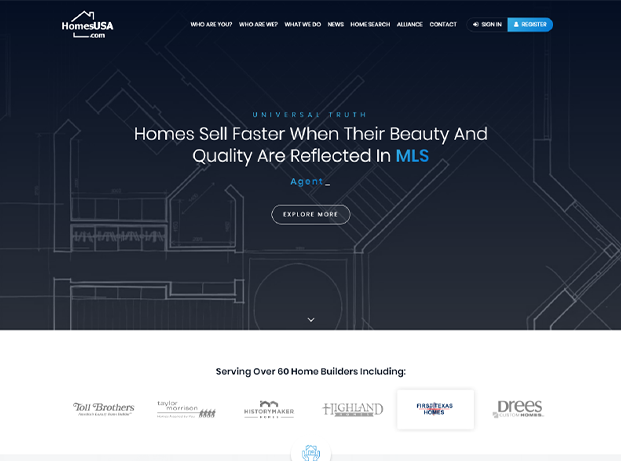 HomesUSA
.com
WHO ARE YOU? WHO ARE WE? WHAT WE DO NEWS HOME SEARCH ALLIANCE CONTACT SIGN IN REGISTER
UNIVERSAL TRUTH
Homes Sell Faster When Their Beauty And
Quality Are Reflected In MLS
Agent_
EXPLORE MORE
Serving Over 60 Home Builders Including:
Toll Brothers
taylor
morrison
HISTORYMAKER
HOMES
HIGHLAND
HOMES
FIRST TEXAS
HOMES
Drees
CUSTOM HOMES